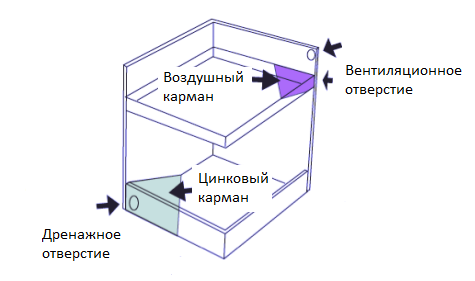 Воздушный
карман
Вентиляционное
отверстие
Цинковый
карман
Дренажное
отверстие